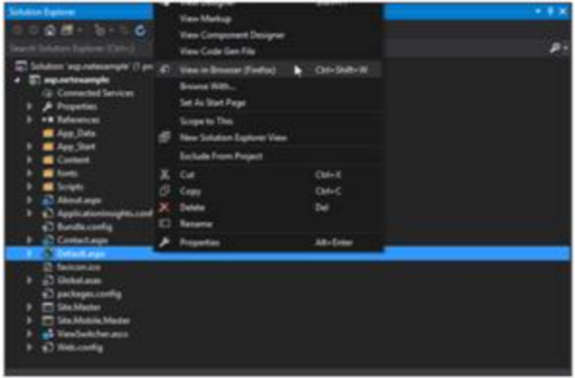 Solution Explorer
View Designer
View Markup
View Component Designer
View Code Gen File
View in Browser (Firefox) Ctrl+Shift+W
Browse With...
Set As Start Page
Scope to This
New Solution Explorer View
Exclude From Project
Cut Ctrl+X
Copy Ctrl+C
Delete Del
Rename
Properties Alt+Enter
Search Solution Explorer (Ctrl+;)
Solution 'asp.netexample' (1 pr
asp.netexample
Connected Services
Properties
References
App_Data
App_Start
Content
fonts
Scripts
About.aspx
ApplicationInsights.conf
Bundle.config
Contact.aspx
Default.aspx
favicon.ico
Global.asax
packages.config
Site.Master
Site.Mobile.Master
ViewSwitcher.ascx
Web.config